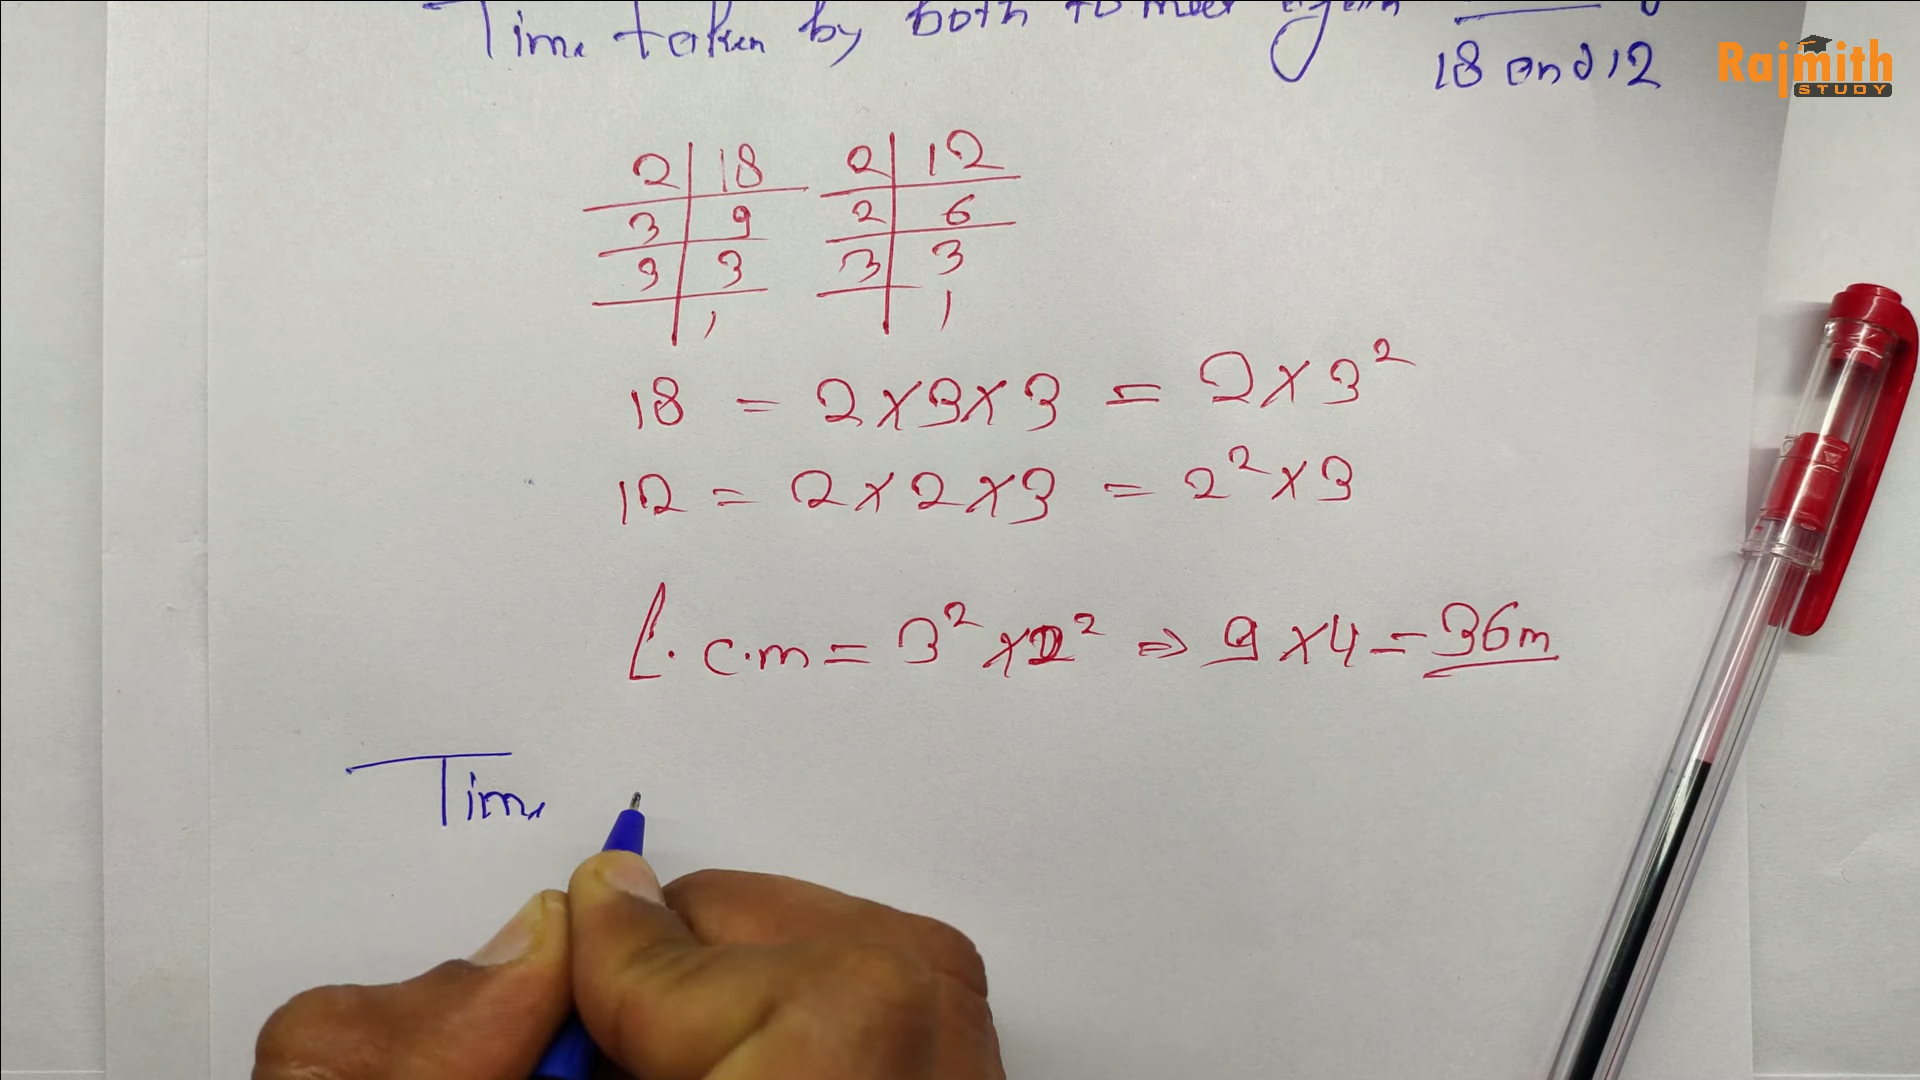 Time taken by both to meet again
18 and 12
Rajmith
STUDY
2 | 18
3 | 9
3 | 3
1
2 | 12
2 | 6
3 | 3
1
18 = 2 × 3 × 3 = 2 × 3²
12 = 2 × 2 × 3 = 2² × 3
L.c.m = 3² × 2² ⇒ 9 × 4 = 36m
Time